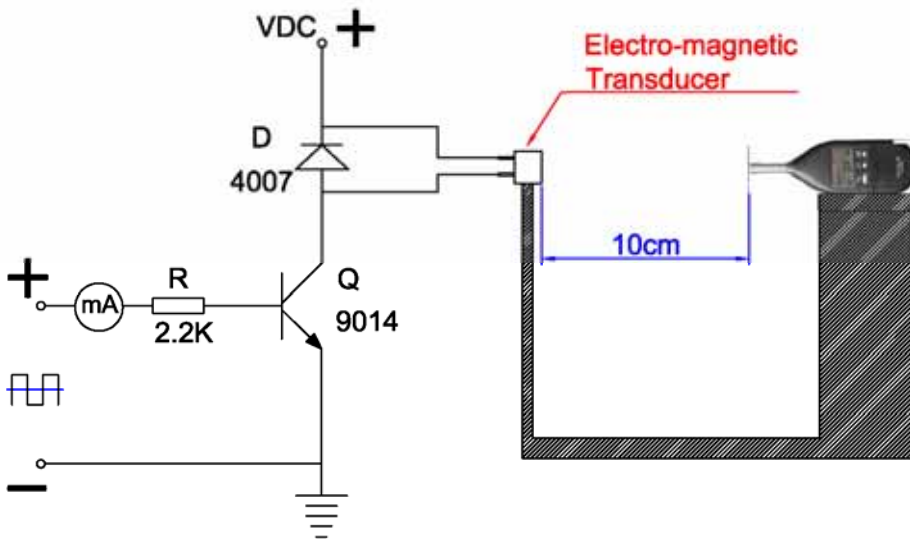 VDC +
Electro-magnetic
Transducer
D
4007
10cm
+
mA
R
2.2K
Q
9014
−